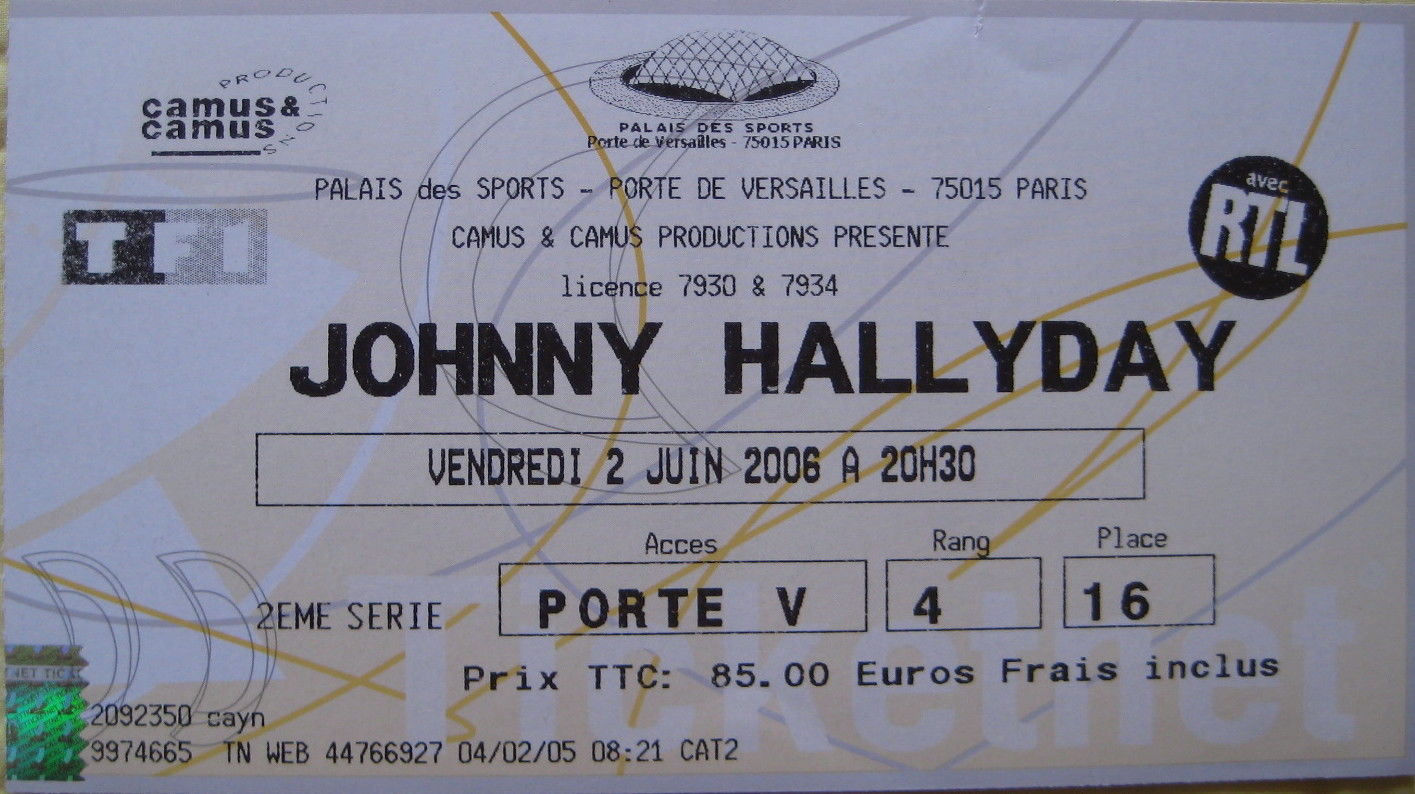 PRODUCTIONS
camus &
camus
PALAIS DES SPORTS
Porte de Versailles - 75015 PARIS
PALAIS des SPORTS - PORTE DE VERSAILLES - 75015 PARIS
avec
RTL
TF1
CAMUS & CAMUS PRODUCTIONS PRESENTE
licence 7930 & 7934
JOHNNY HALLYDAY
VENDREDI 2 JUIN 2006 A 20H30
Acces Rang Place
2EME SERIE PORTE V 4 16
Prix TTC: 85.00 Euros Frais inclus
Ticketnet
NET TIC
2092350 cayn
9974665 TN WEB 44766927 04/02/05 08:21 CAT2